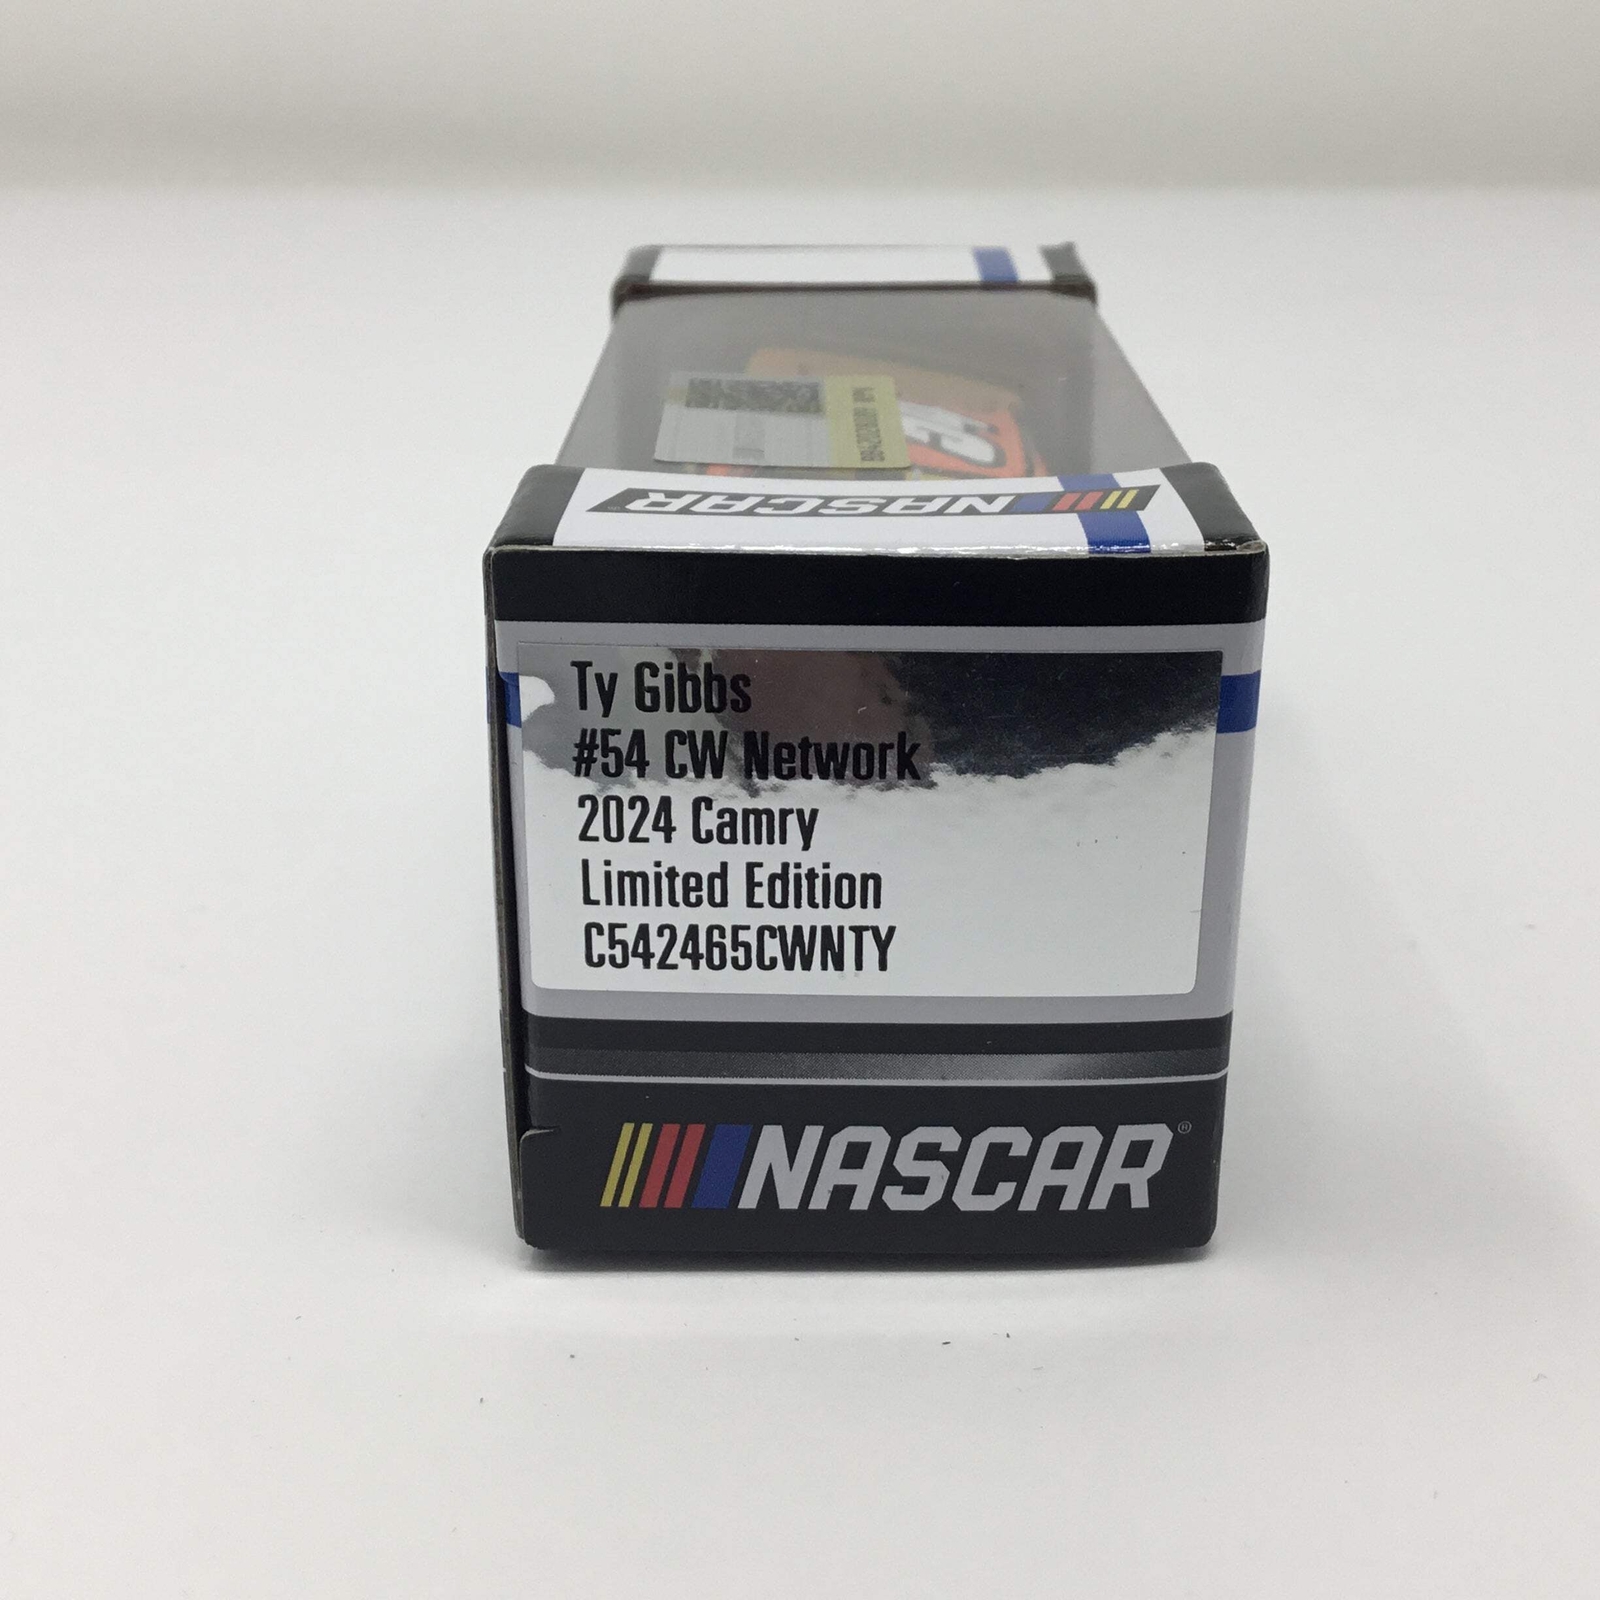 NASCAR
Ty Gibbs
#54 CW Network
2024 Camry
Limited Edition
C542465CWNTY
NASCAR®